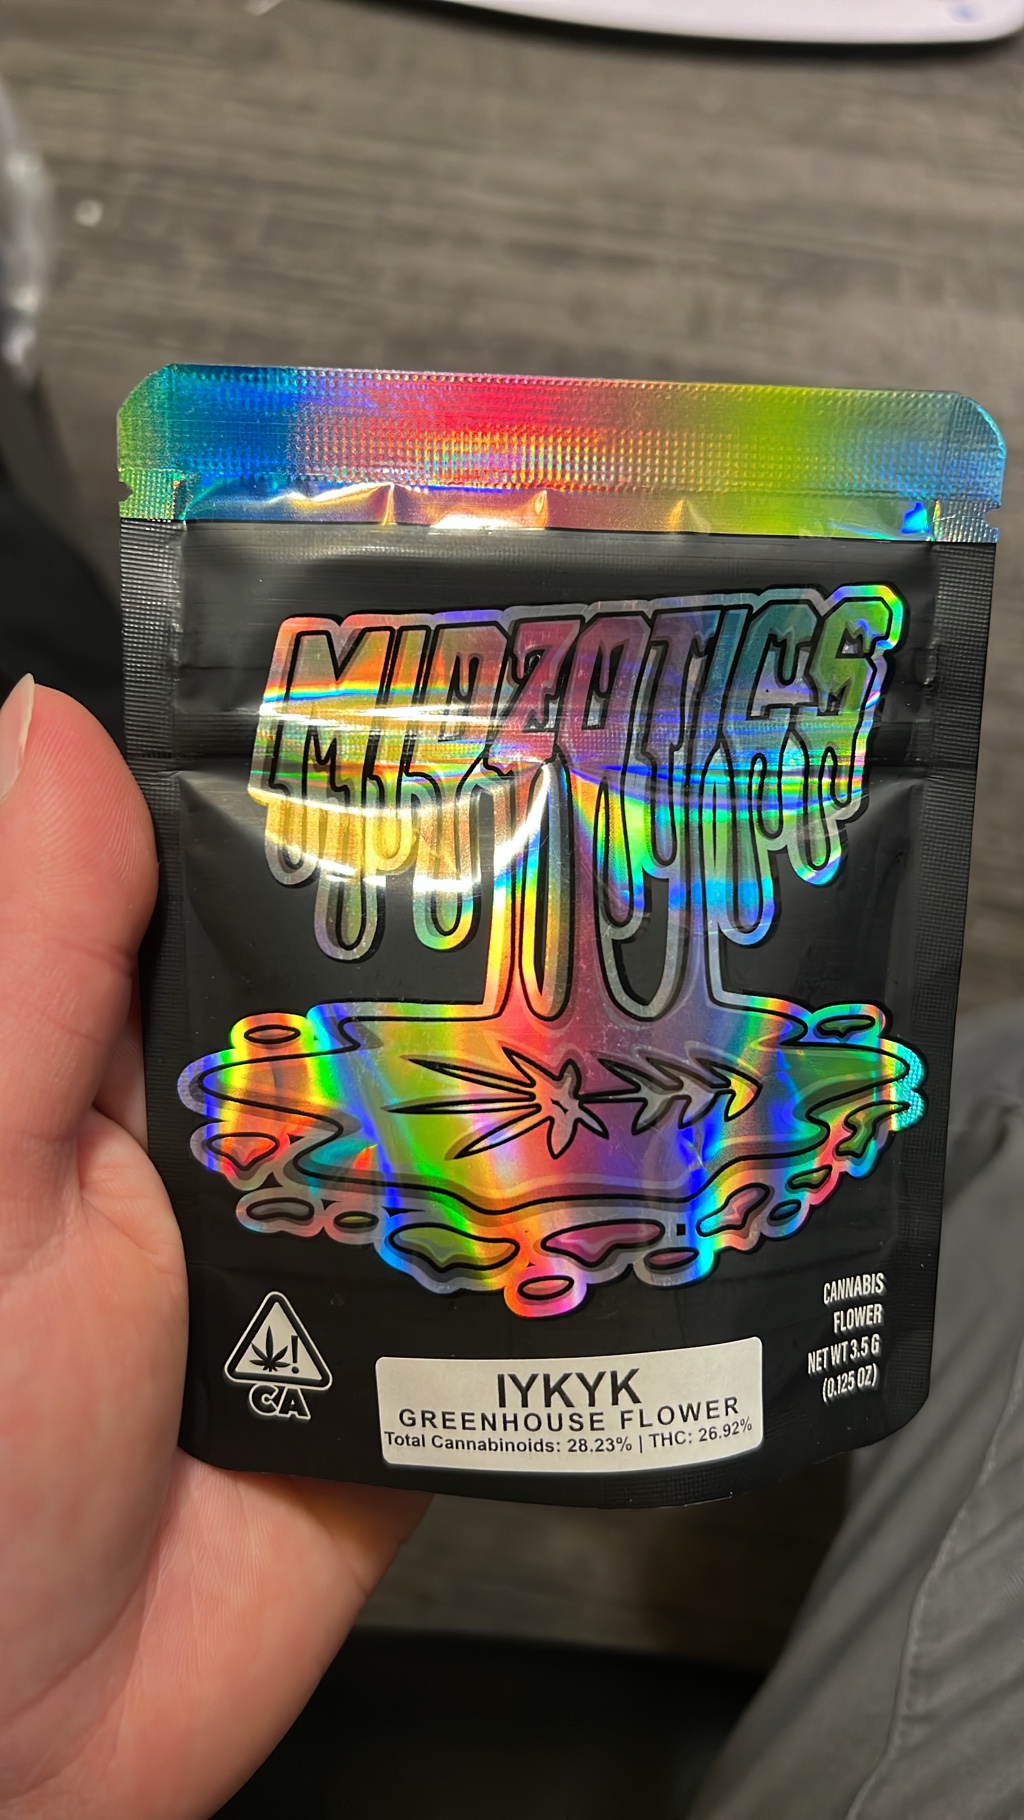 MIDZOTICS
CA
IYKYK
GREENHOUSE FLOWER
Total Cannabinoids: 28.23% | THC: 26.92%
CANNABIS
FLOWER
NET WT 3.5 G
(0.125 OZ)